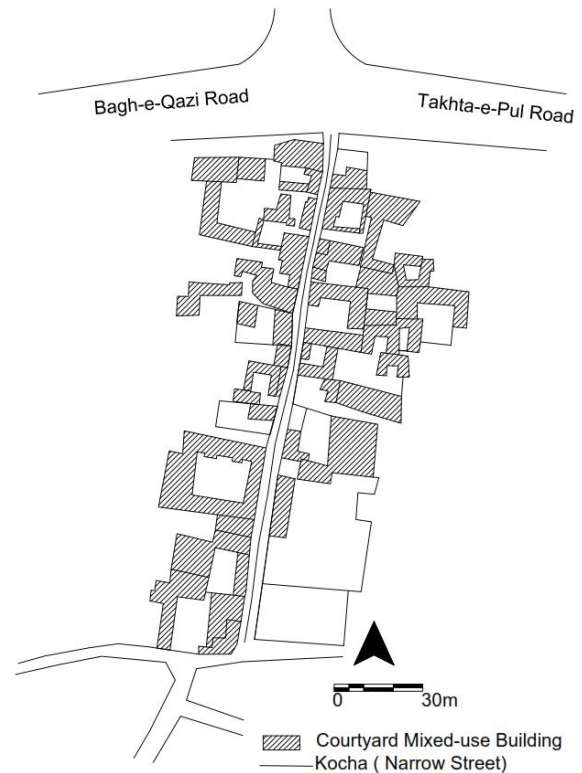 Bagh-e-Qazi Road
Takhta-e-Pul Road
0 30m
Courtyard Mixed-use Building
Kocha ( Narrow Street)